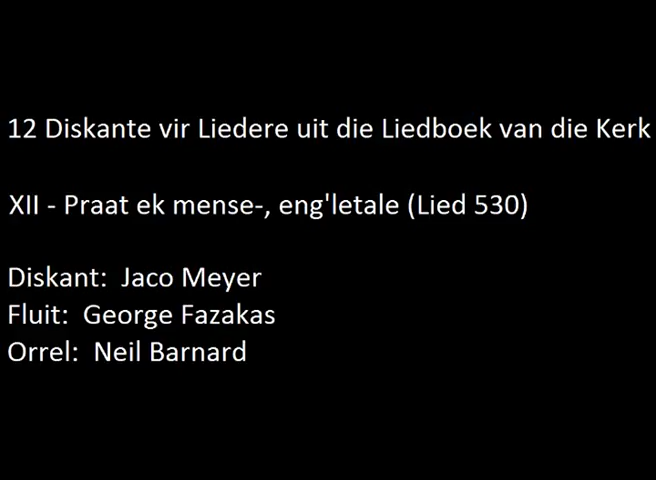 12 Diskante vir Liedere uit die Liedboek van die Kerk
XII - Praat ek mense-, eng'letale (Lied 530)
Diskant: Jaco Meyer
Fluit: George Fazakas
Orrel: Neil Barnard